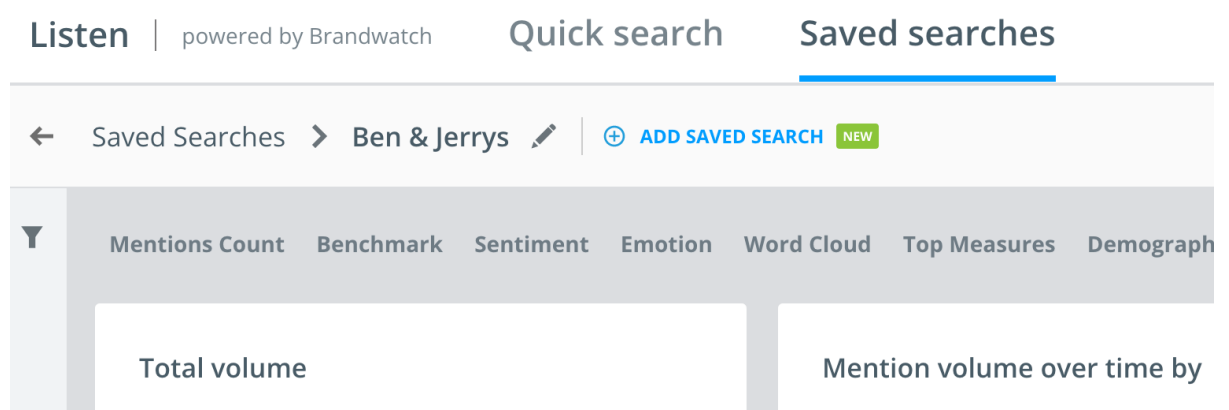 Listen | powered by Brandwatch Quick search Saved searches
Saved Searches Ben & Jerrys ADD SAVED SEARCH NEW
Mentions Count Benchmark Sentiment Emotion Word Cloud Top Measures Demograph
Total volume Mention volume over time by